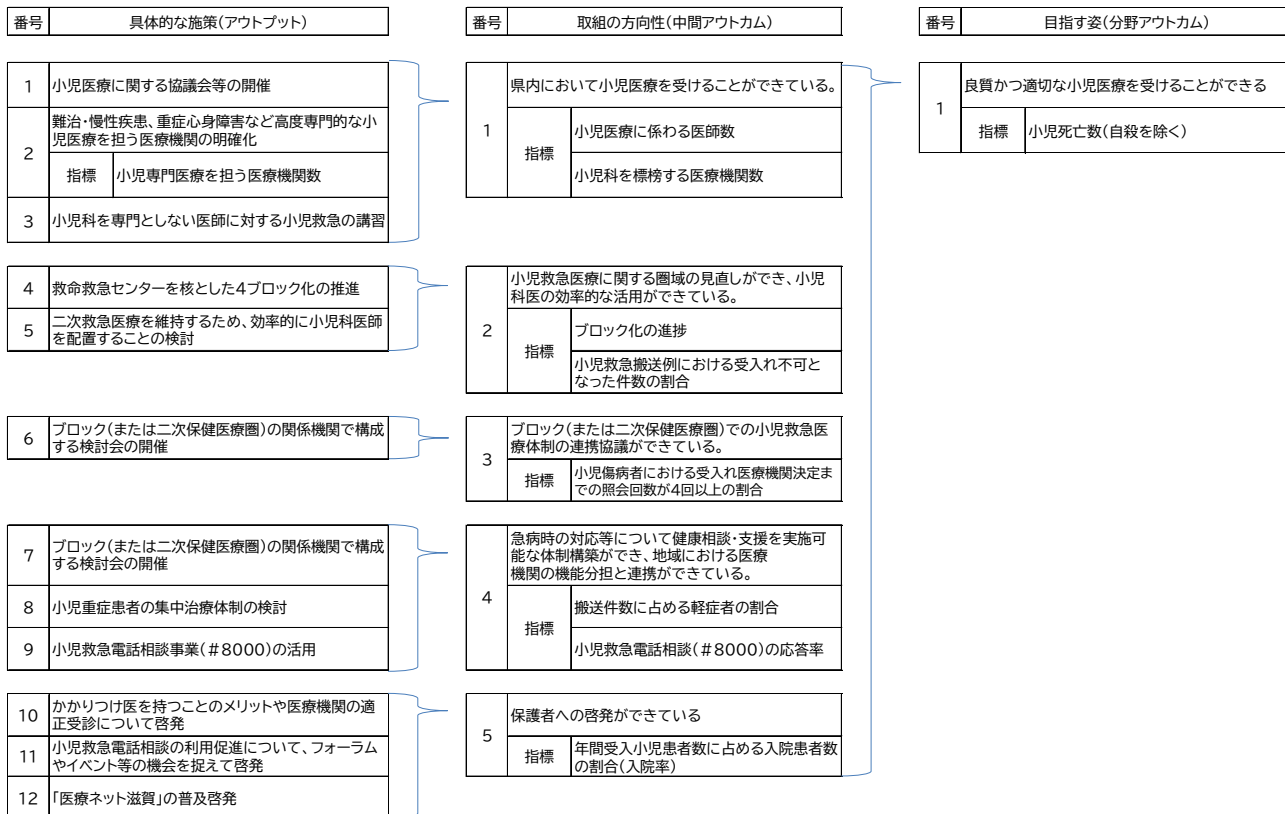 番号
具体的な施策(アウトプット)
1
小児医療に関する協議会等の開催
2
難治・慢性疾患、重症心身障害など高度専門的な小
児医療を担う医療機関の明確化
指標
小児専門医療を担う医療機関数
3
小児科を専門としない医師に対する小児救急の講習
4
救命救急センターを核とした4ブロック化の推進
5
二次救急医療を維持するため、効率的に小児科医師
を配置することの検討
6
ブロック(または二次保健医療圏)の関係機関で構成
する検討会の開催
7
ブロック(または二次保健医療圏)の関係機関で構成
する検討会の開催
8
小児重症患者の集中治療体制の検討
9
小児救急電話相談事業(#8000)の活用
10
かかりつけ医を持つことのメリットや医療機関の適
正受診について啓発
11
小児救急電話相談の利用促進について、フォーラム
やイベント等の機会を捉えて啓発
12
「医療ネット滋賀」の普及啓発
番号
取組の方向性(中間アウトカム)
1
県内において小児医療を受けることができている。
指標
小児医療に係わる医師数
小児科を標榜する医療機関数
2
小児救急医療に関する圏域の見直しができ、小児
科医の効率的な活用ができている。
指標
ブロック化の進捗
小児救急搬送例における受入れ不可と
なった件数の割合
3
ブロック(または二次保健医療圏)での小児救急医
療体制の連携協議ができている。
指標
小児傷病者における受入れ医療機関決定ま
での照会回数が4回以上の割合
4
急病時の対応等について健康相談・支援を実施可
能な体制構築ができ、地域における医療
機関の機能分担と連携ができている。
指標
搬送件数に占める軽症者の割合
小児救急電話相談(#8000)の応答率
5
保護者への啓発ができている
指標
年間受入小児患者数に占める入院患者数
の割合(入院率)
番号
目指す姿(分野アウトカム)
1
良質かつ適切な小児医療を受けることができる
指標
小児死亡数(自殺を除く)